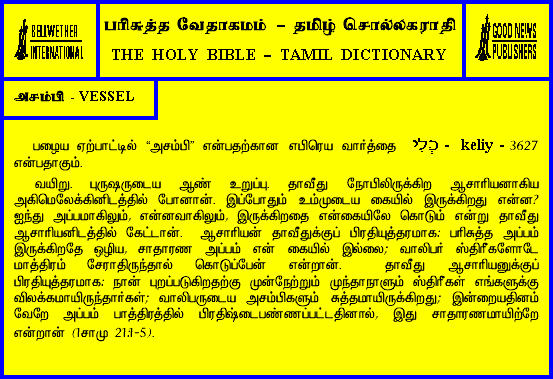 BELLWETHER
INTERNATIONAL
பரிசுத்த வேதாகமம் – தமிழ் சொல்லகராதி
THE HOLY BIBLE – TAMIL DICTIONARY
GOOD NEWS
PUBLISHERS
அசம்பி - VESSEL
பழைய ஏற்பாட்டில் “அசம்பி” என்பதற்கான எபிரெய வார்த்தை כְּלִי - keliy - 3627
என்பதாகும்.
வயிறு. புருஷருடைய ஆண் உறுப்பு. தாவீது நோபிலிருக்கிற ஆசாரியனாகிய
அகிமெலேக்கினிடத்தில் போனான். இப்போதும் உம்முடைய கையில் இருக்கிறது என்ன?
ஐந்து அப்பமாகிலும், என்னவாகிலும், இருக்கிறதை என்கையிலே கொடும் என்று தாவீது
ஆசாரியனிடத்தில் கேட்டான். ஆசாரியன் தாவீதுக்குப் பிரதியுத்தரமாக: பரிசுத்த அப்பம்
இருக்கிறதே ஒழிய, சாதாரண அப்பம் என் கையில் இல்லை; வாலிபர் ஸ்திரீகளோடே
மாத்திரம் சேராதிருந்தால் கொடுப்பேன் என்றான். தாவீது ஆசாரியனுக்குப்
பிரதியுத்தரமாக: நான் புறப்படுகிறதற்கு முன்நேற்றும் முந்தாநாளும் ஸ்திரீகள் எங்களுக்கு
விலக்கமாயிருந்தார்கள்; வாலிபருடைய அசம்பிகளும் சுத்தமாயிருக்கிறது; இன்றையதினம்
வேறே அப்பம் பாத்திரத்தில் பிரதிஷ்டைபண்ணப்பட்டதினால், இது சாதாரணமாயிற்றே
என்றான் (1சாமு 21:1-5).